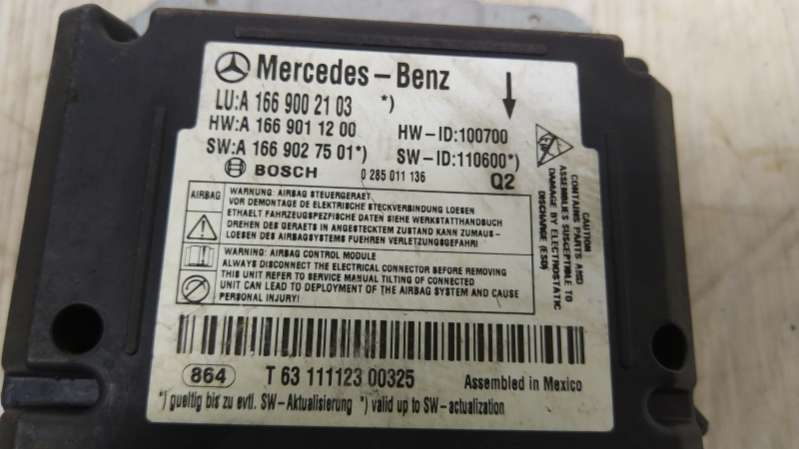 Mercedes-Benz
LU:A 166 900 21 03 *)
HW:A 166 901 12 00 HW-ID:100700
SW:A 166 902 75 01*) SW-ID:110600*)
BOSCH 0 285 011 136 Q2
AIRBAG
WARNUNG: AIRBAG STEUERGERAET
VOR DEMONTAGE DE ELEKTRISCHE STECKVERBINDUNG LOESEN
ETHAELT FAHRZEUGSPEZIFISCHE DATEN SIEHE WERKSTATTHANDBUCH
DREHEN DES GERAETS IN ANGESTECKTEM ZUSTAND KANN ZUMAUS-
LOESEN DES AIRBAGSYSTEMS FUEHREN VERLETZUNGSGEFAHR!
WARNUNG: AIRBAG CONTROL MODULE
ALWAYS DISCONNECT THE ELECTRICAL CONNECTOR BEFORE REMOVING
THIS UNIT REFER TO SERVICE MANUAL TILTING OF CONNECTED
UNIT CAN LEAD TO DEPLOYMENT OF THE AIRBAG SYSTEM AND CAUSE
PERSONAL INJURY!
CAUTION
CONTAINS PARTS AND
ASSEMBLIES SUSCEPTIBLE TO
DAMAGE BY ELECTROSTATIC
DISCHARGE (ESD)
864 T 63 111123 00325 Assembled in Mexico
*) gueltig bis zu evtl. SW-Aktualisierung *) valid up to SW-actualization